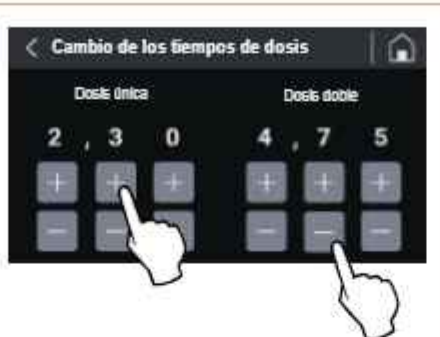 Cambio de los tiempos de dosis
Dosis única Dosis doble
2 , 3 0 4 , 7 5
+ + + + + +
− − − − −